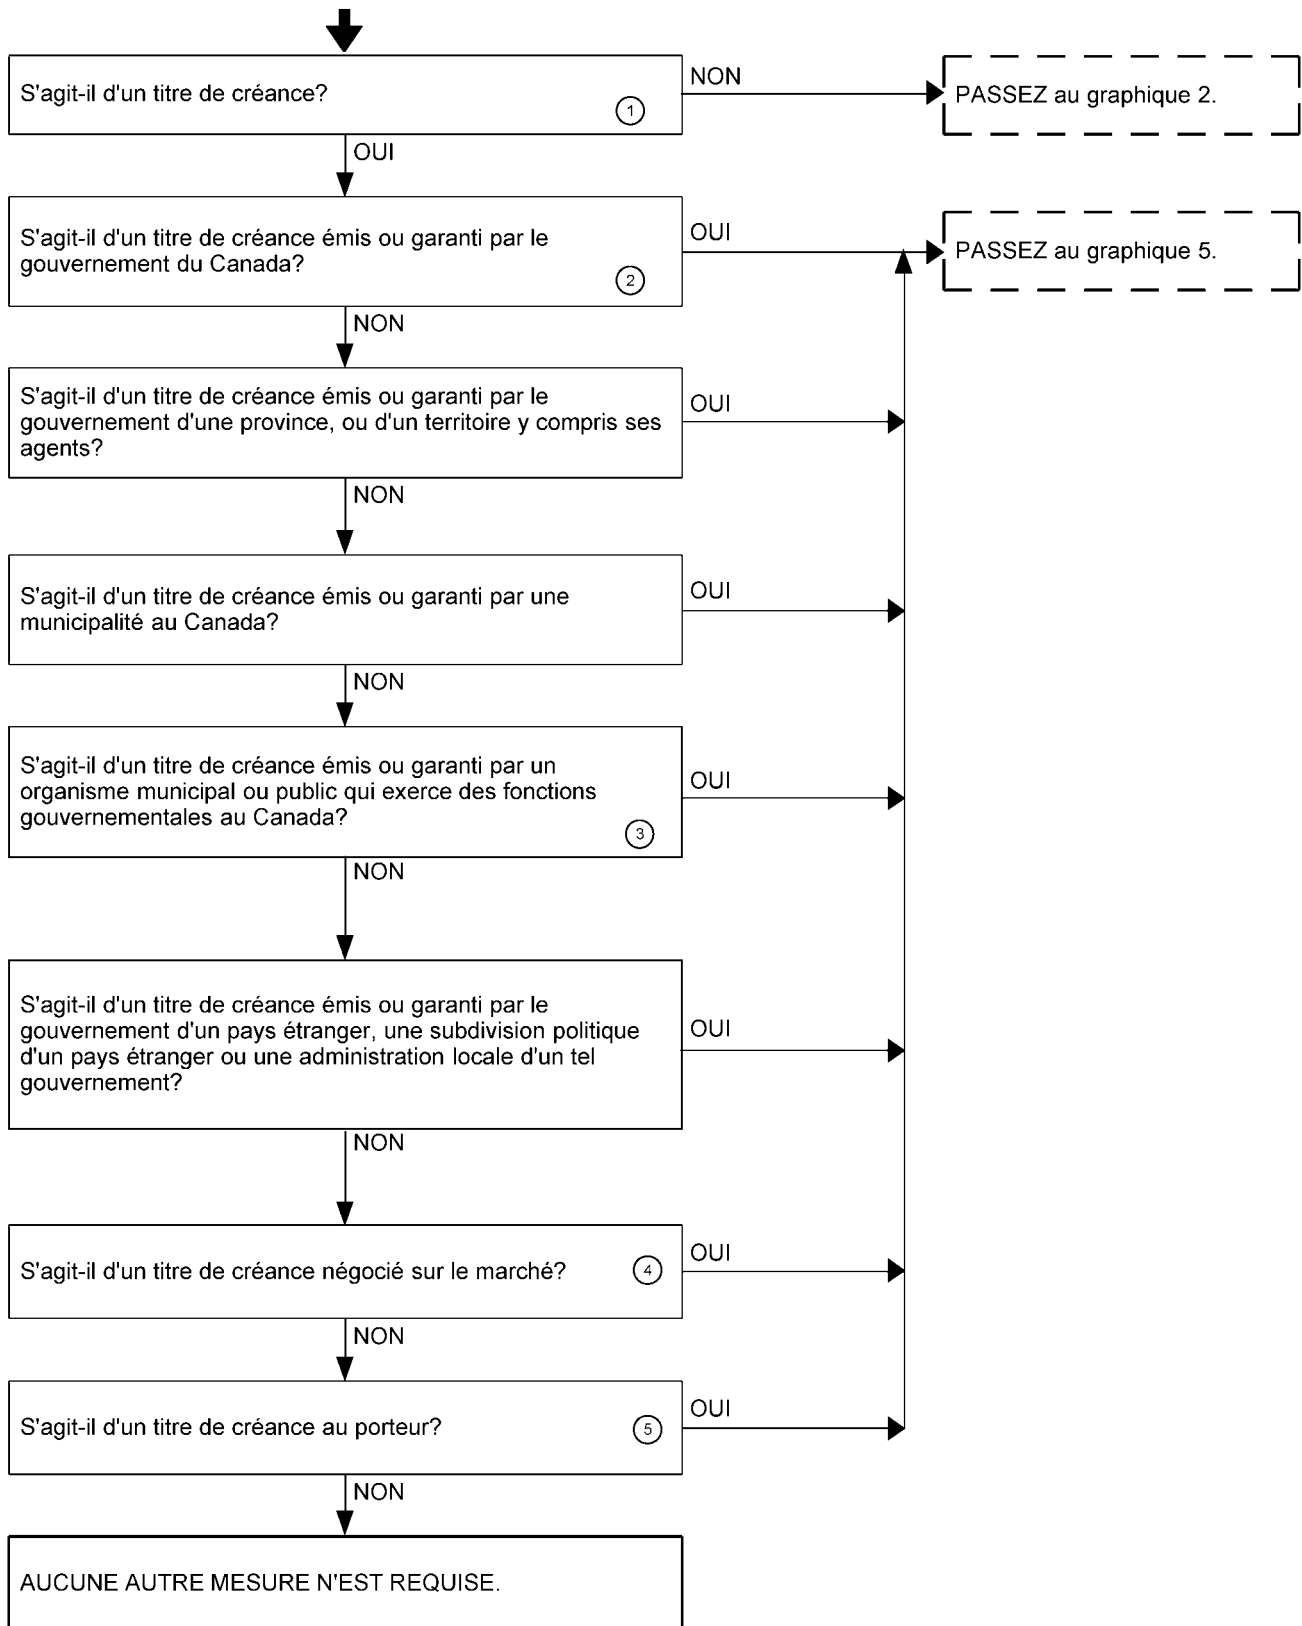 S'agit-il d'un titre de créance?
1
NON
PASSEZ au graphique 2.
OUI
S'agit-il d'un titre de créance émis ou garanti par le
gouvernement du Canada?
2
OUI
PASSEZ au graphique 5.
NON
S'agit-il d'un titre de créance émis ou garanti par le
gouvernement d'une province, ou d'un territoire y compris ses
agents?
OUI
NON
S'agit-il d'un titre de créance émis ou garanti par une
municipalité au Canada?
OUI
NON
S'agit-il d'un titre de créance émis ou garanti par un
organisme municipal ou public qui exerce des fonctions
gouvernementales au Canada?
3
OUI
NON
S'agit-il d'un titre de créance émis ou garanti par le
gouvernement d'un pays étranger, une subdivision politique
d'un pays étranger ou une administration locale d'un tel
gouvernement?
OUI
NON
S'agit-il d'un titre de créance négocié sur le marché?
4
OUI
NON
S'agit-il d'un titre de créance au porteur?
5
OUI
NON
AUCUNE AUTRE MESURE N'EST REQUISE.